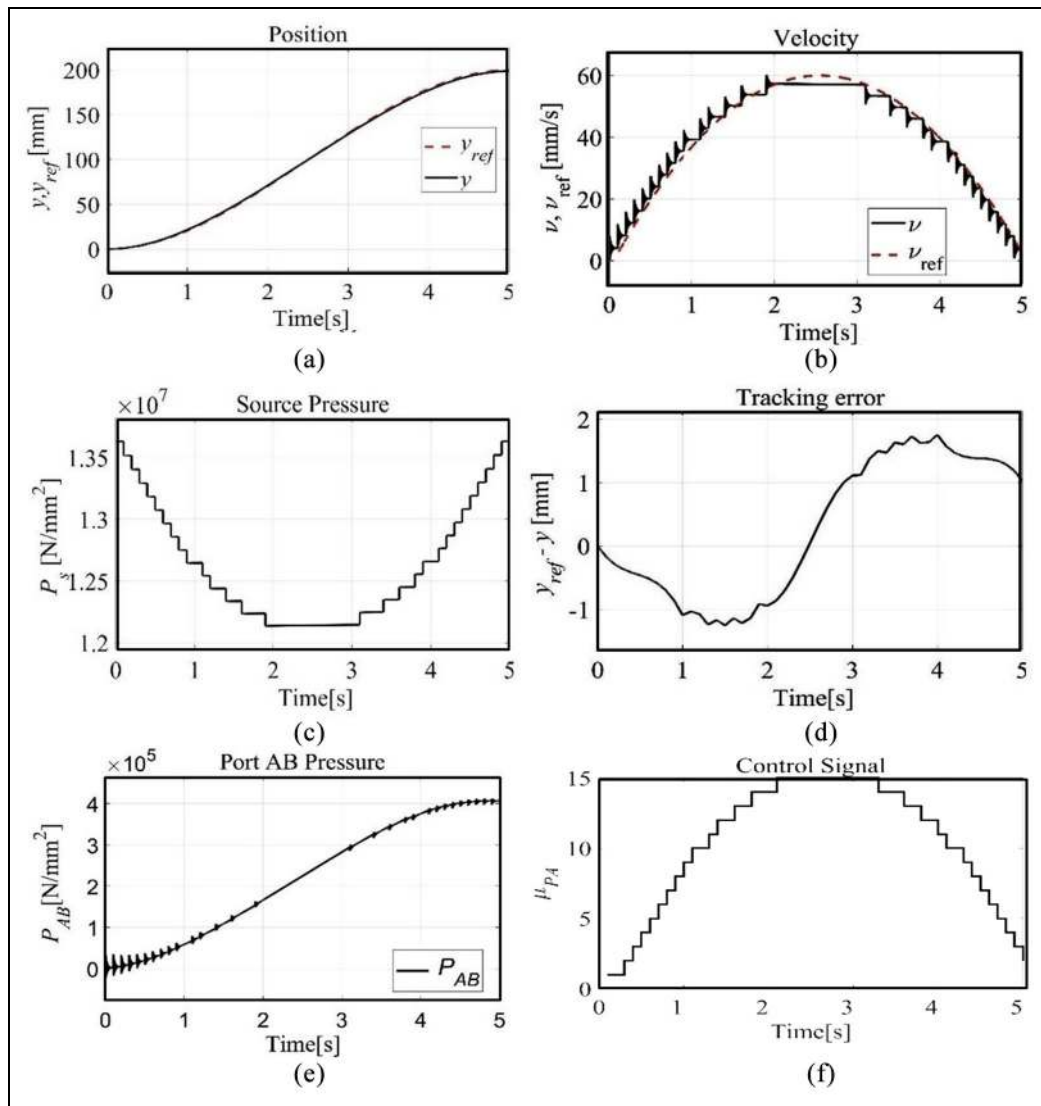 Position
200
150
100
50
0
y,y_ref [mm]
y_ref
y
0 1 2 3 4 5
Time[s]
(a)
Velocity
60
40
20
0
ν, ν_ref [mm/s]
ν
ν_ref
0 1 2 3 4 5
Time[s]
(b)
×10^7
Source Pressure
1.35
1.3
1.25
1.2
P_s [N/mm^2]
0 1 2 3 4 5
Time[s]
(c)
Tracking error
2
1
0
-1
y_ref - y [mm]
0 1 2 3 4 5
Time[s]
(d)
×10^5
Port AB Pressure
4
3
2
1
0
P_AB[N/mm^2]
P_AB
0 1 2 3 4 5
Time[s]
(e)
Control Signal
15
10
5
0
μ_PA
1 2 3 4 5
Time[s]
(f)